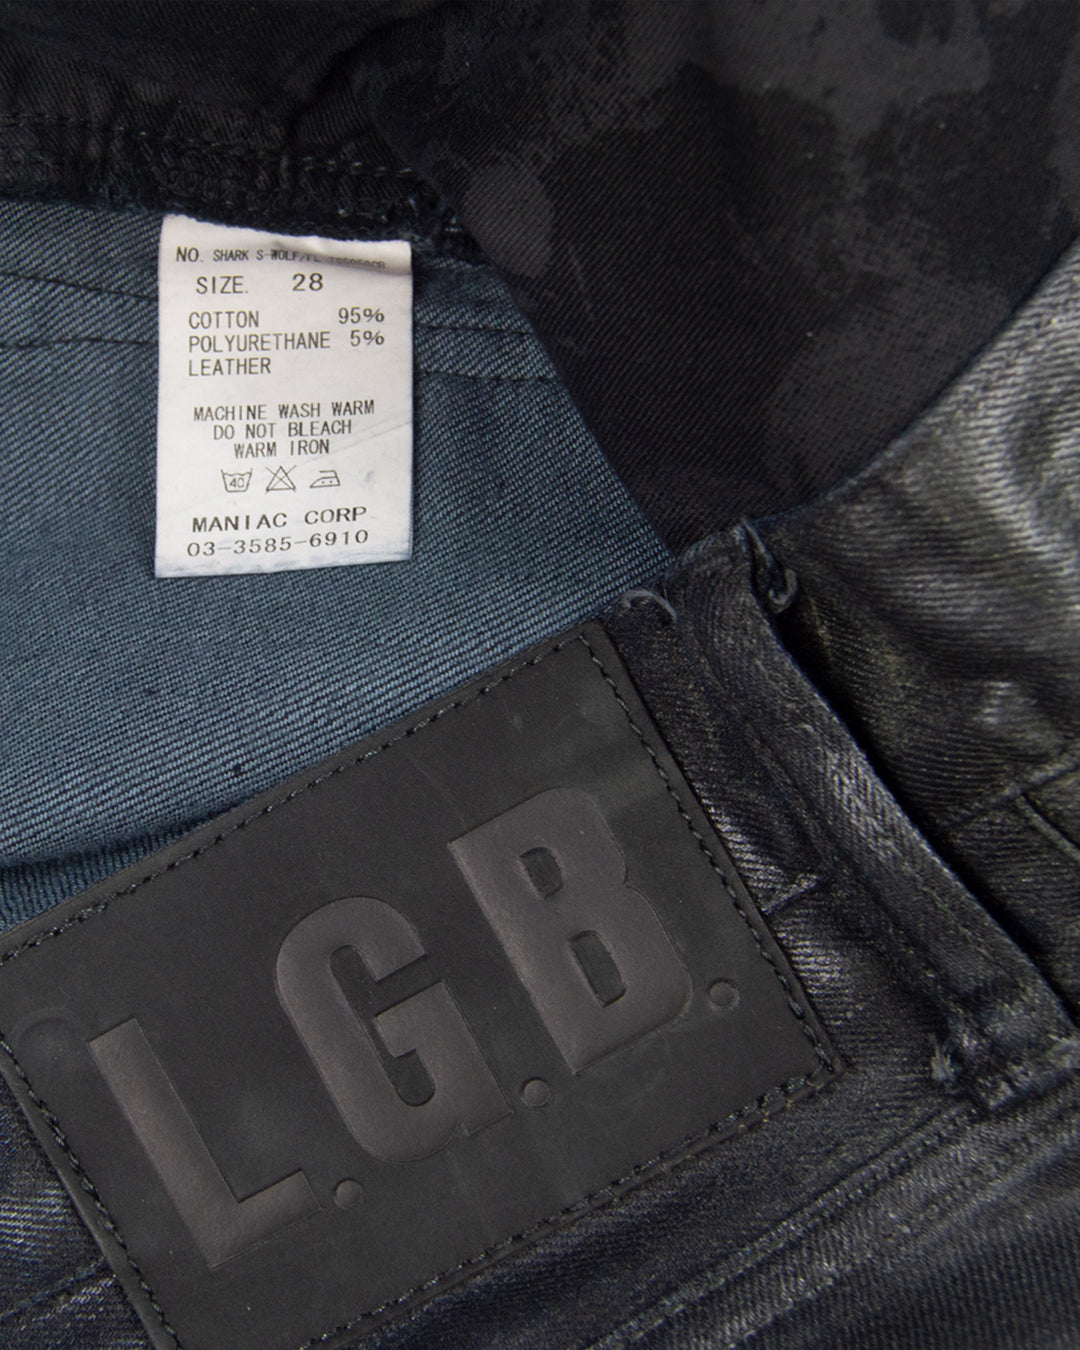 NO. SHARK S-WOLF/FL
SIZE. 28
COTTON 95%
POLYURETHANE 5%
LEATHER
MACHINE WASH WARM
DO NOT BLEACH
WARM IRON
40
MANIAC CORP
03-3585-6910
L.G.B.